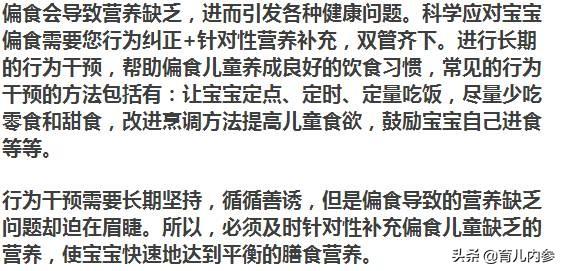 偏食会导致营养缺乏，进而引发各种健康问题。科学应对宝宝
偏食需要您行为纠正+针对性营养补充，双管齐下。进行长期
的行为干预，帮助偏食儿童养成良好的饮食习惯，常见的行为
干预的方法包括有：让宝宝定点、定时、定量吃饭，尽量少吃
零食和甜食，改进烹调方法提高儿童食欲，鼓励宝宝自己进食
等等。
行为干预需要长期坚持，循循善诱，但是偏食导致的营养缺乏
问题却迫在眉睫。所以，必须及时针对性补充偏食儿童缺乏的
营养，使宝宝快速地达到平衡的膳食营养。
头条 @育儿内参